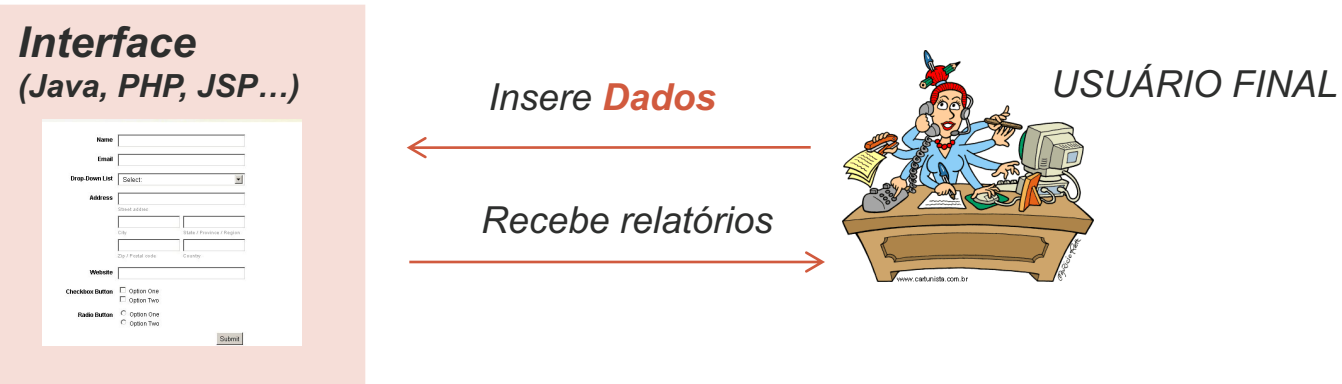 Interface
(Java, PHP, JSP…)
Name
Email
Drop-Down List
Select:
Address
Street address
City
State / Province / Region
Zip / Postal code
Country
Website
Checkbox Button
Option One
Option Two
Radio Button
Option One
Option Two
Submit
Insere Dados
Recebe relatórios
USUÁRIO FINAL
www.cartunista.com.br